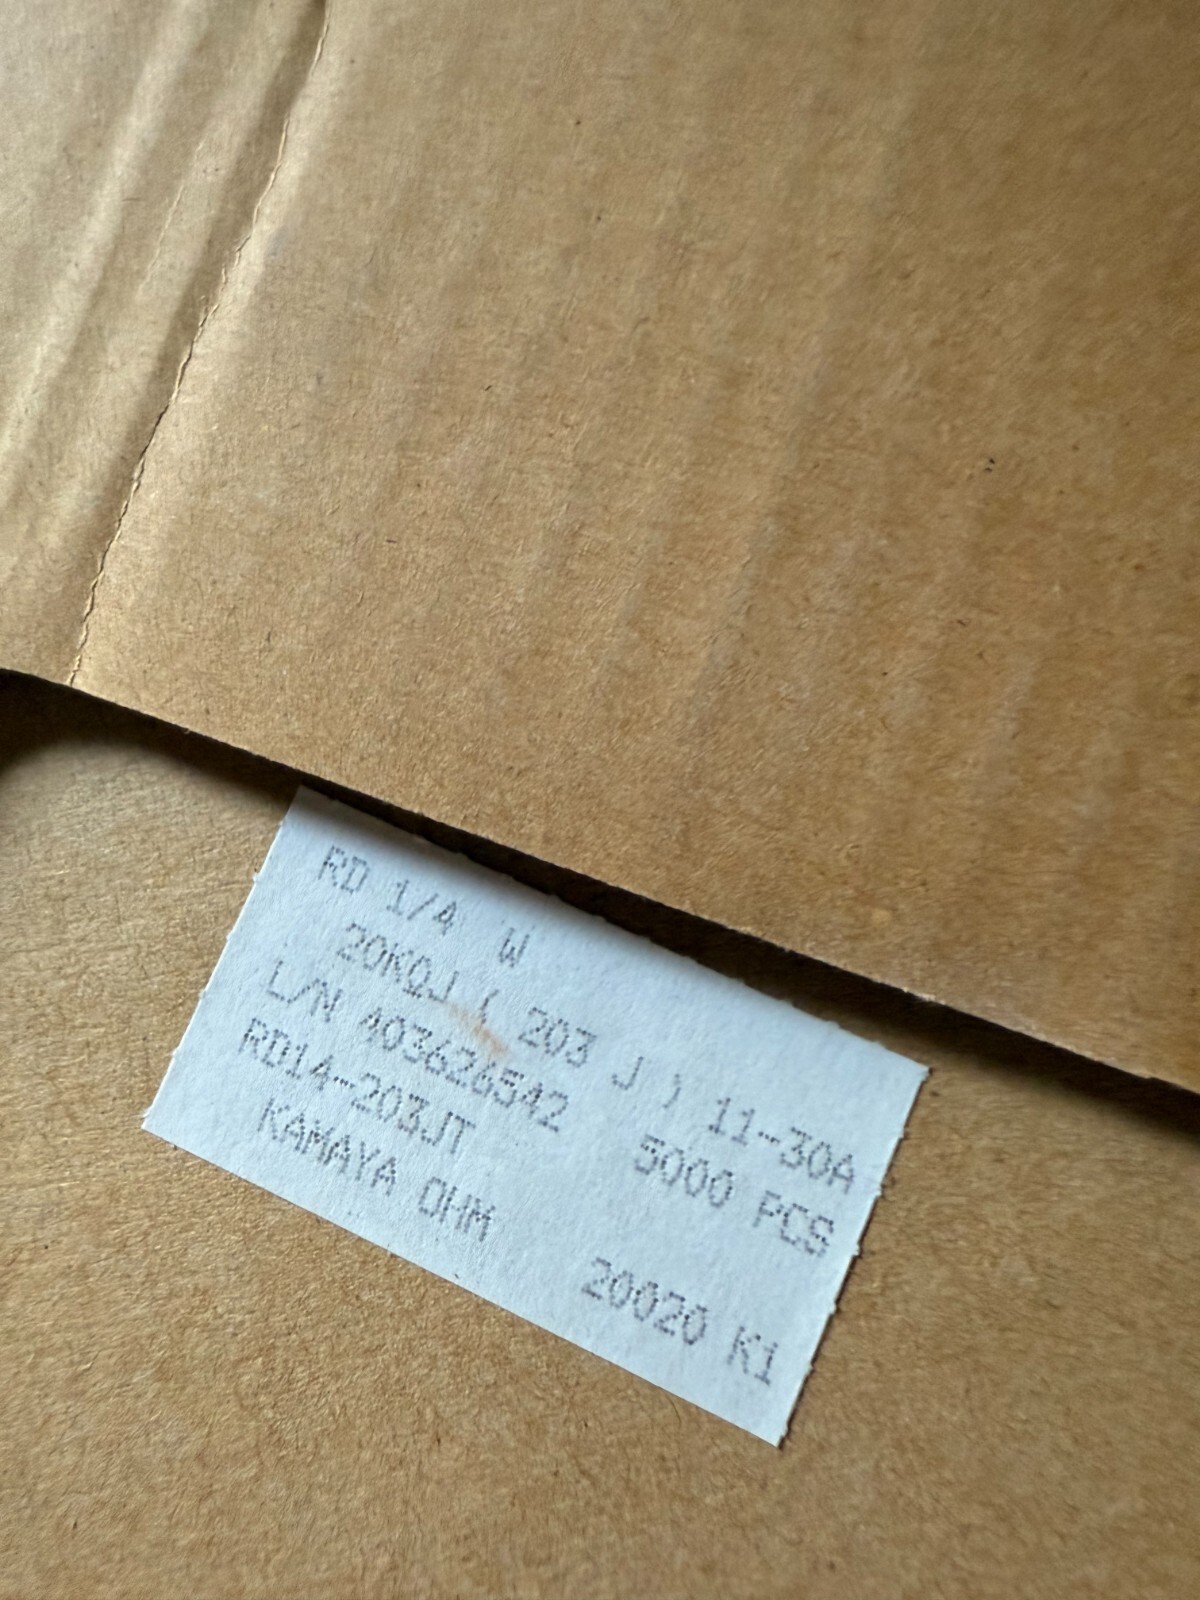 RD 1/4 W
20KΩJ ( 203 J ) 11-30A
L/N 403626542 5000 PCS
RD14-203JT
KAMAYA OHM 20020 K1